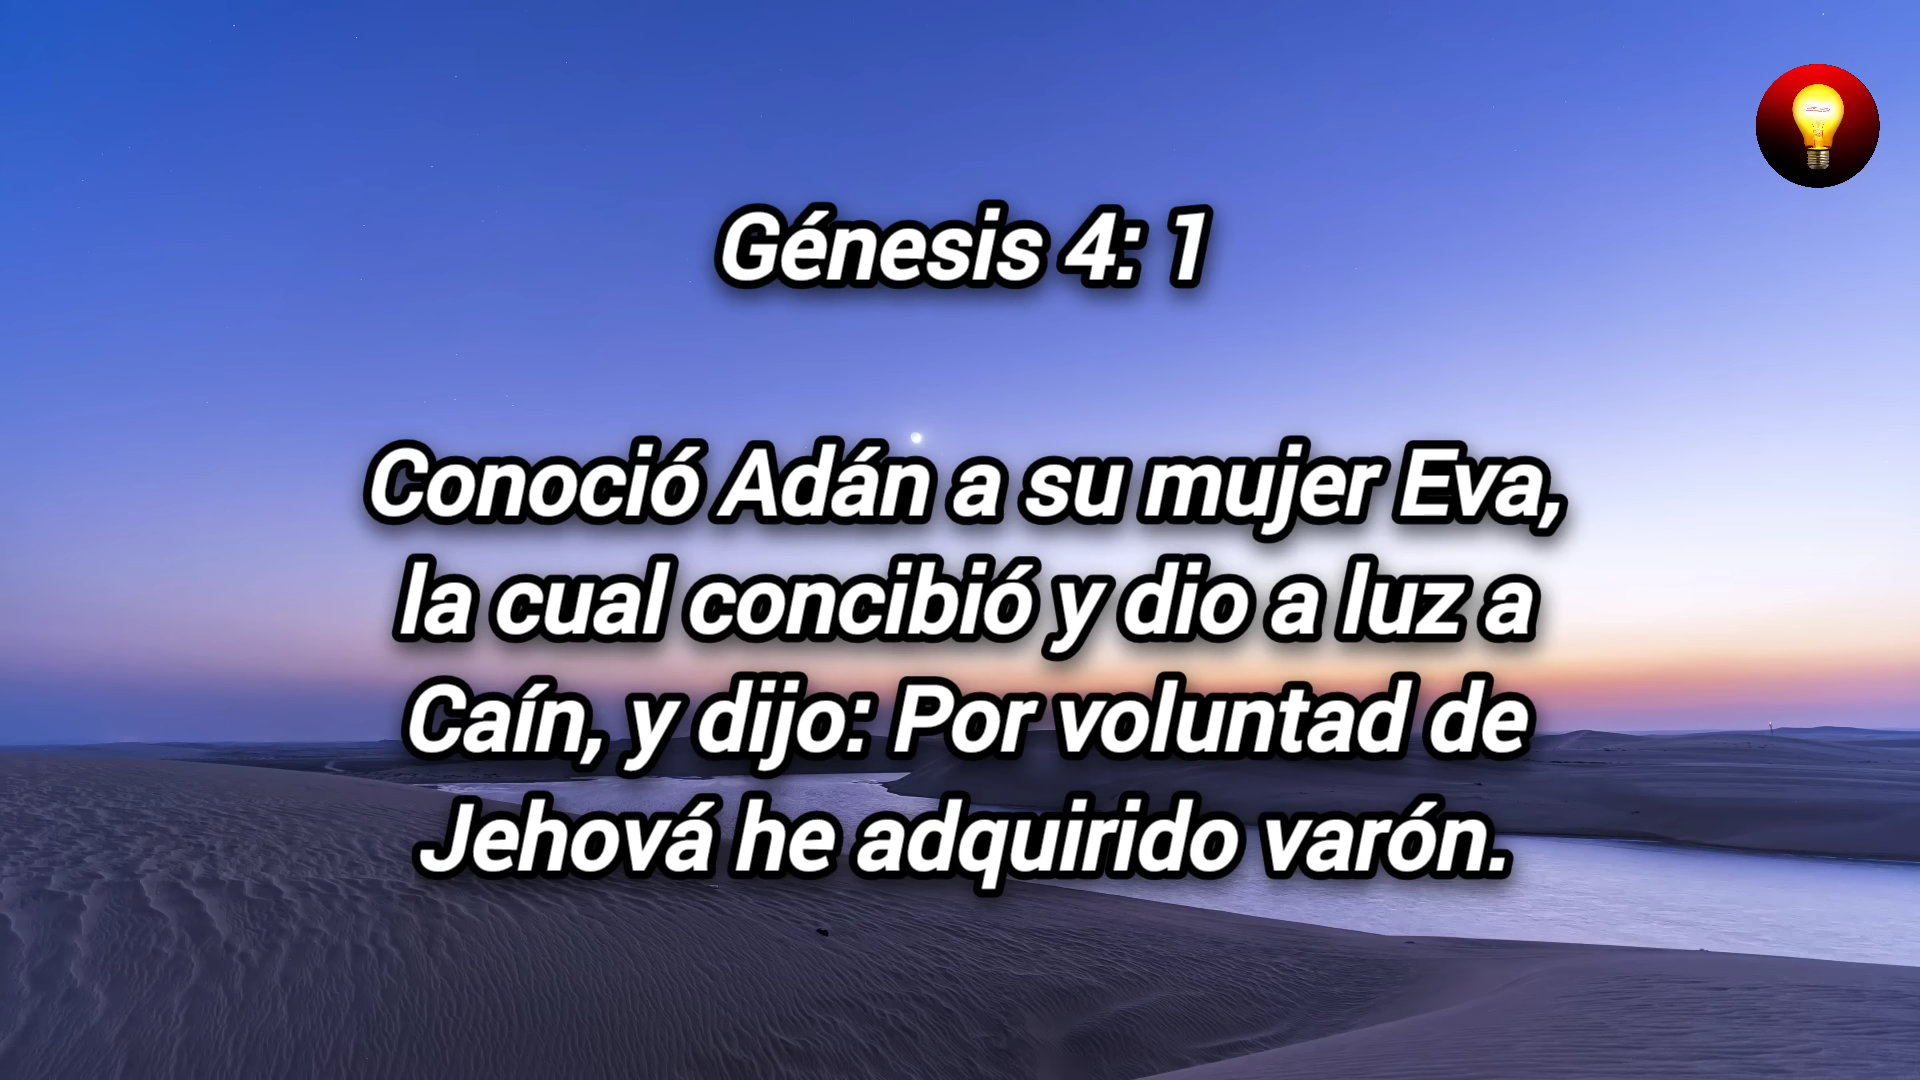 Génesis 4: 1
Conoció Adán a su mujer Eva,
la cual concibió y dio a luz a
Caín, y dijo: Por voluntad de
Jehová he adquirido varón.